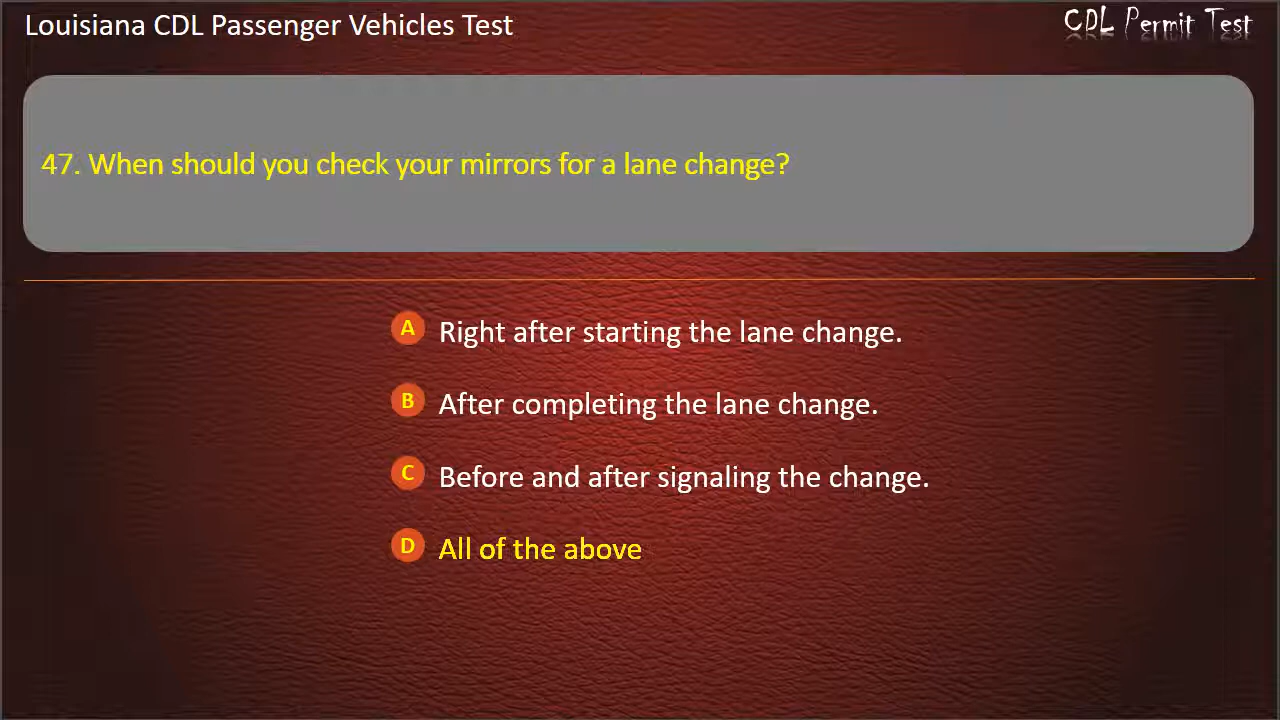 Louisiana CDL Passenger Vehicles Test
CDL Permit Test
47. When should you check your mirrors for a lane change?
A Right after starting the lane change.
B After completing the lane change.
C Before and after signaling the change.
D All of the above